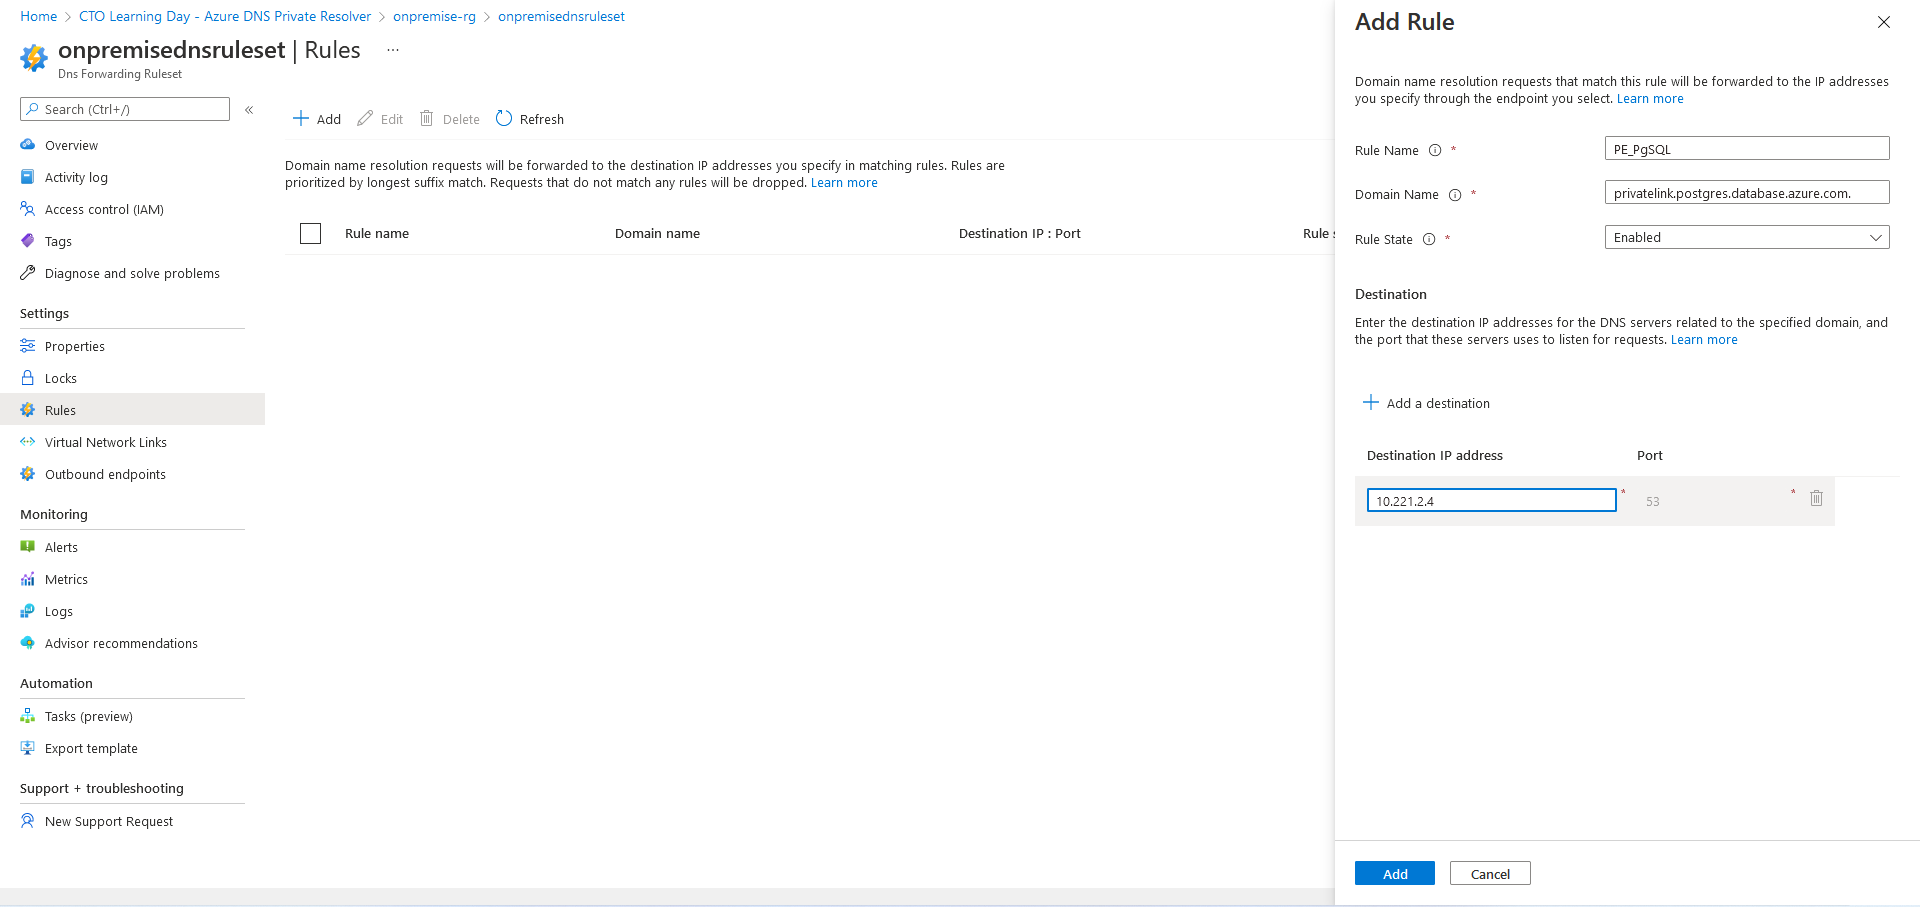 Home > CTO Learning Day - Azure DNS Private Resolver > onpremise-rg > onpremisednsruleset
onpremisednsruleset | Rules ...
Dns Forwarding Ruleset
Search (Ctrl+/) «
Overview
Activity log
Access control (IAM)
Tags
Diagnose and solve problems
Settings
Properties
Locks
Rules
Virtual Network Links
Outbound endpoints
Monitoring
Alerts
Metrics
Logs
Advisor recommendations
Automation
Tasks (preview)
Export template
Support + troubleshooting
New Support Request
Add Edit Delete Refresh
Domain name resolution requests will be forwarded to the destination IP addresses you specify in matching rules. Rules are
prioritized by longest suffix match. Requests that do not match any rules will be dropped. Learn more
Rule name Domain name Destination IP : Port Rule
Add Rule
Domain name resolution requests that match this rule will be forwarded to the IP addresses
you specify through the endpoint you select. Learn more
Rule Name * PE_PgSQL
Domain Name * privatelink.postgres.database.azure.com.
Rule State * Enabled
Destination
Enter the destination IP addresses for the DNS servers related to the specified domain, and
the port that these servers uses to listen for requests. Learn more
Add a destination
Destination IP address Port
10.221.2.4 * 53 *
Add Cancel